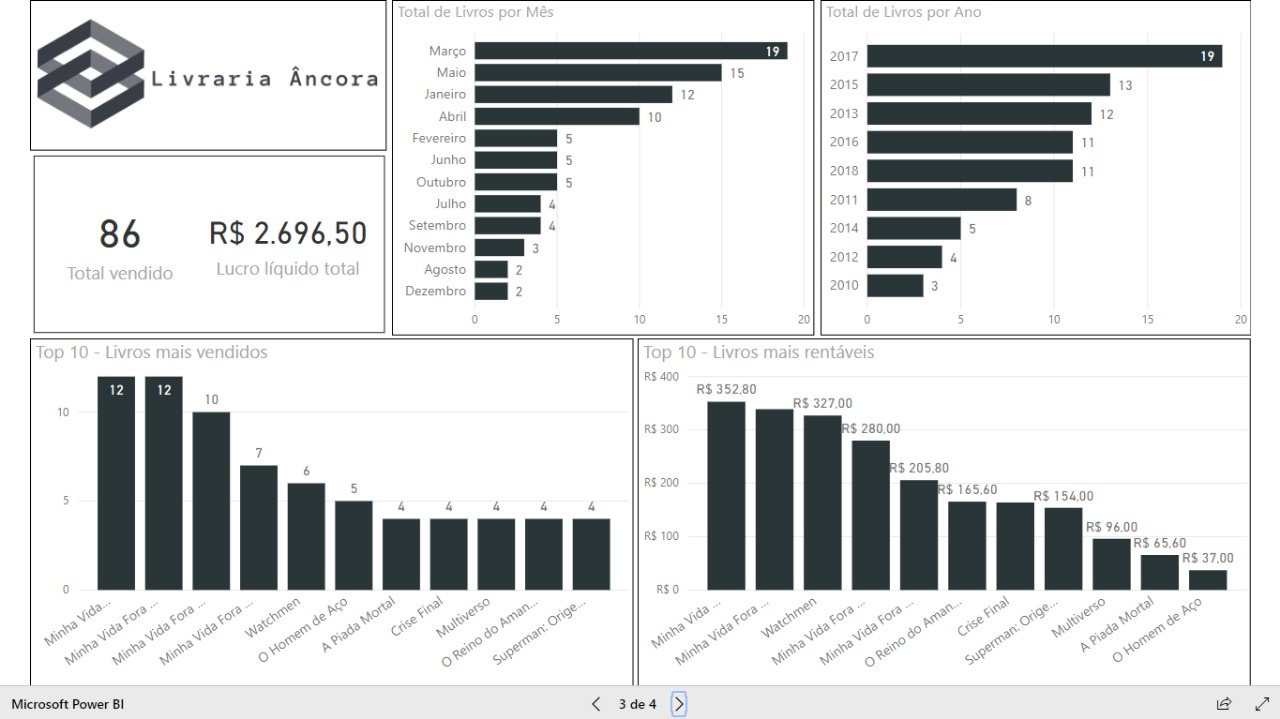 Livraria Âncora
86
Total vendido
R$ 2.696,50
Lucro líquido total
Total de Livros por Mês
Março 19
Maio 15
Janeiro 12
Abril 10
Fevereiro 5
Junho 5
Outubro 5
Julho 4
Setembro 4
Novembro 3
Agosto 2
Dezembro 2
0 5 10 15 20
Total de Livros por Ano
2017 19
2015 13
2013 12
2016 11
2018 11
2011 8
2014 5
2012 4
2010 3
0 5 10 15 20
Top 10 - Livros mais vendidos
10
5
0
12 12 10 7 6 5 4 4 4 4 4
Minha Vida...
Minha Vida Fora ...
Minha Vida Fora ...
Minha Vida Fora ...
Watchmen
O Homem de Aço
A Piada Mortal
Crise Final
Multiverso
O Reino do Aman...
Superman: Orige...
Top 10 - Livros mais rentáveis
R$ 400
R$ 300
R$ 200
R$ 100
R$ 0
R$ 352,80
R$ 327,00
R$ 280,00
R$ 205,80
R$ 165,60
R$ 154,00
R$ 96,00
R$ 65,60
R$ 37,00
Minha Vida ...
Minha Vida Fora ...
Watchmen
Minha Vida Fora ...
Minha Vida Fora ...
O Reino do Aman...
Crise Final
Superman: Orige...
Multiverso
A Piada Mortal
O Homem de Aço
Microsoft Power BI
3 de 4